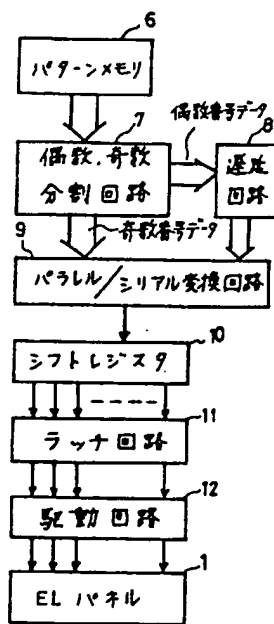 6
パターンメモリ
7
偶数番号データ
8
偶数、奇数
分割回路
遅延
回路
奇数番号データ
9
パラレル/シリアル変換回路
10
シフトレジスタ
11
ラッチ回路
12
駆動回路
1
EL パネル